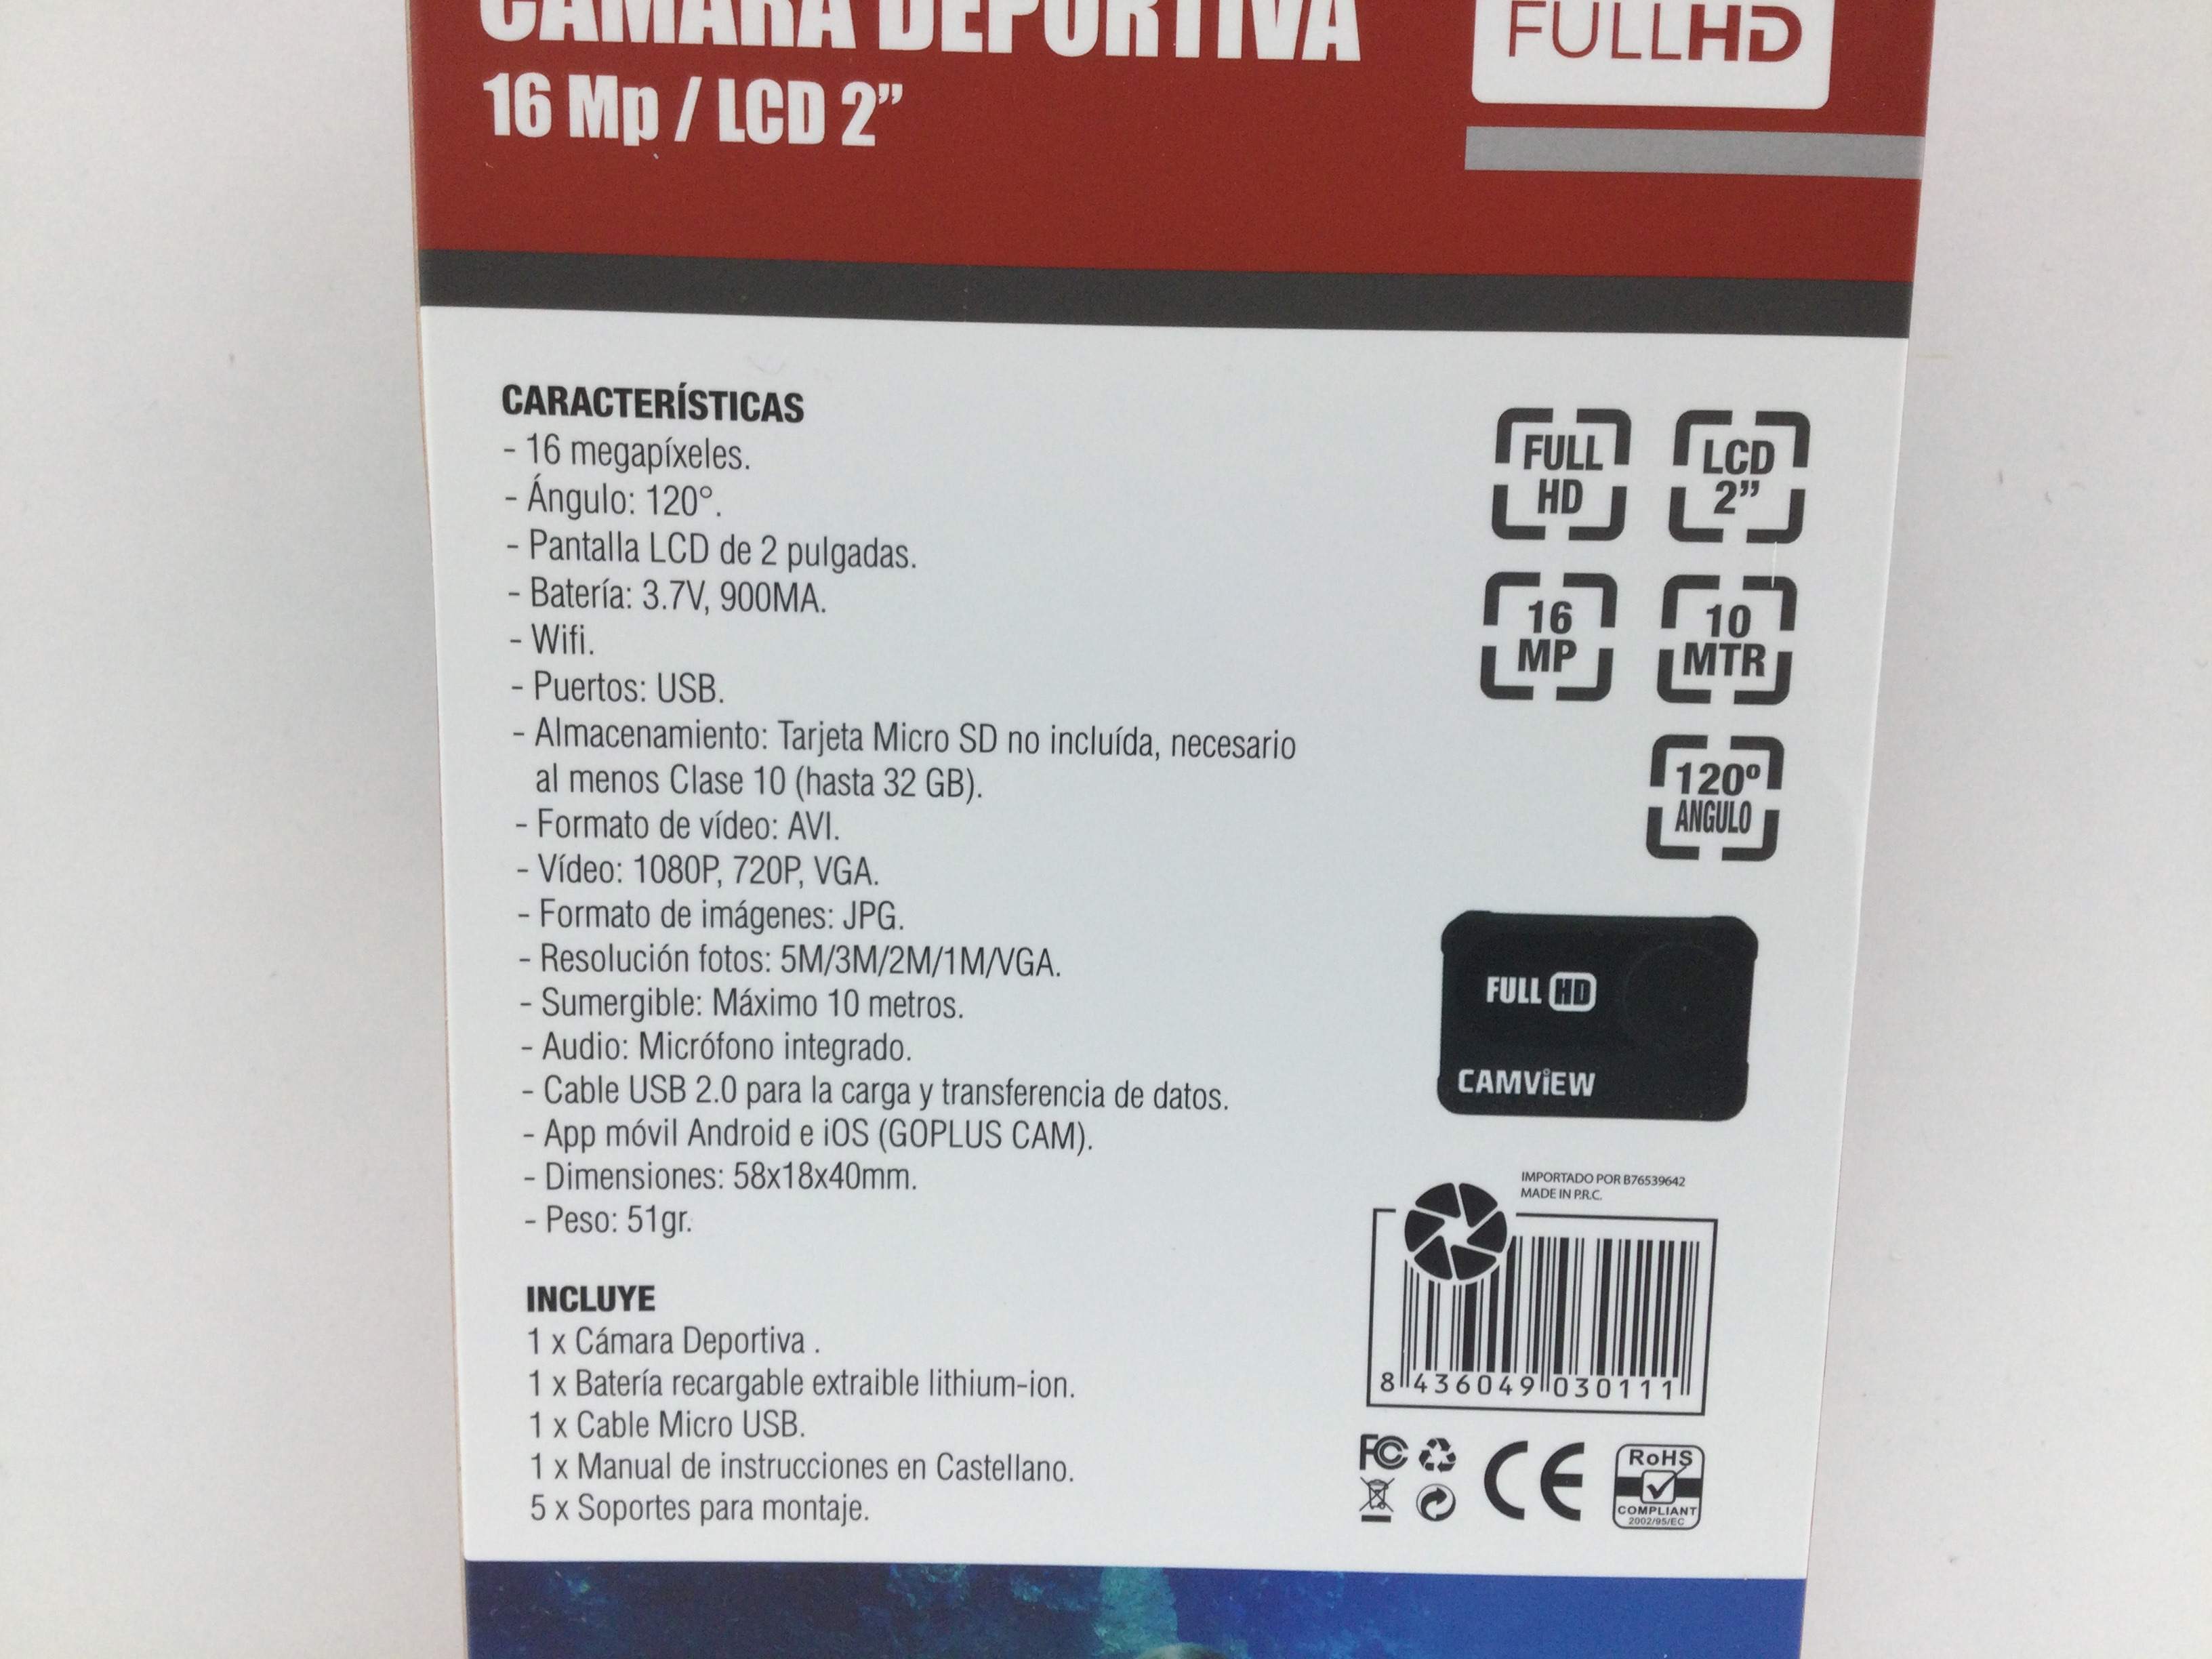 CÁMARA DEPORTIVA
16 Mp / LCD 2”
FULLHD
CARACTERÍSTICAS
- 16 megapíxeles.
- Ángulo: 120°.
- Pantalla LCD de 2 pulgadas.
- Batería: 3.7V, 900MA.
- Wifi.
- Puertos: USB.
- Almacenamiento: Tarjeta Micro SD no incluída, necesario
al menos Clase 10 (hasta 32 GB).
- Formato de vídeo: AVI.
- Vídeo: 1080P, 720P, VGA.
- Formato de imágenes: JPG.
- Resolución fotos: 5M/3M/2M/1M/VGA.
- Sumergible: Máximo 10 metros.
- Audio: Micrófono integrado.
- Cable USB 2.0 para la carga y transferencia de datos.
- App móvil Android e iOS (GOPLUS CAM).
- Dimensiones: 58x18x40mm.
- Peso: 51gr.
INCLUYE
1 x Cámara Deportiva .
1 x Batería recargable extraible lithium-ion.
1 x Cable Micro USB.
1 x Manual de instrucciones en Castellano.
5 x Soportes para montaje.
FULL
HD
LCD
2”
16
MP
10
MTR
120º
ANGULO
FULL HD
CAMViEW
IMPORTADO POR B76539642
MADE IN P.R.C.
8 436049 030111
FC
CE
RoHS
COMPLIANT
2002/95/EC